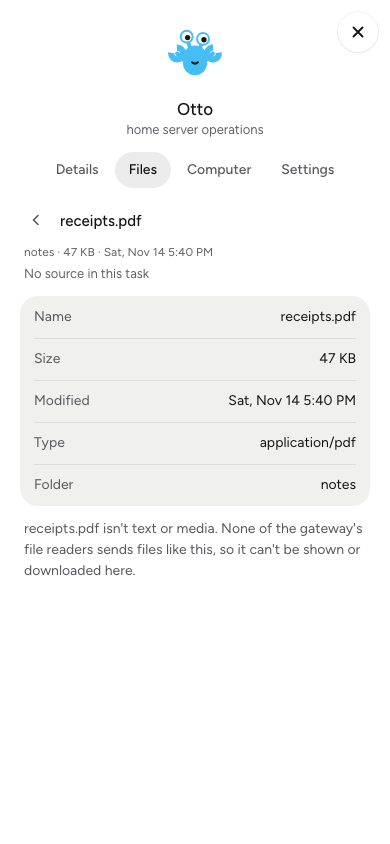 Otto
home server operations
Details Files Computer Settings
receipts.pdf
notes · 47 KB · Sat, Nov 14 5:40 PM
No source in this task
Name receipts.pdf
Size 47 KB
Modified Sat, Nov 14 5:40 PM
Type application/pdf
Folder notes
receipts.pdf isn't text or media. None of the gateway's
file readers sends files like this, so it can't be shown or
downloaded here.